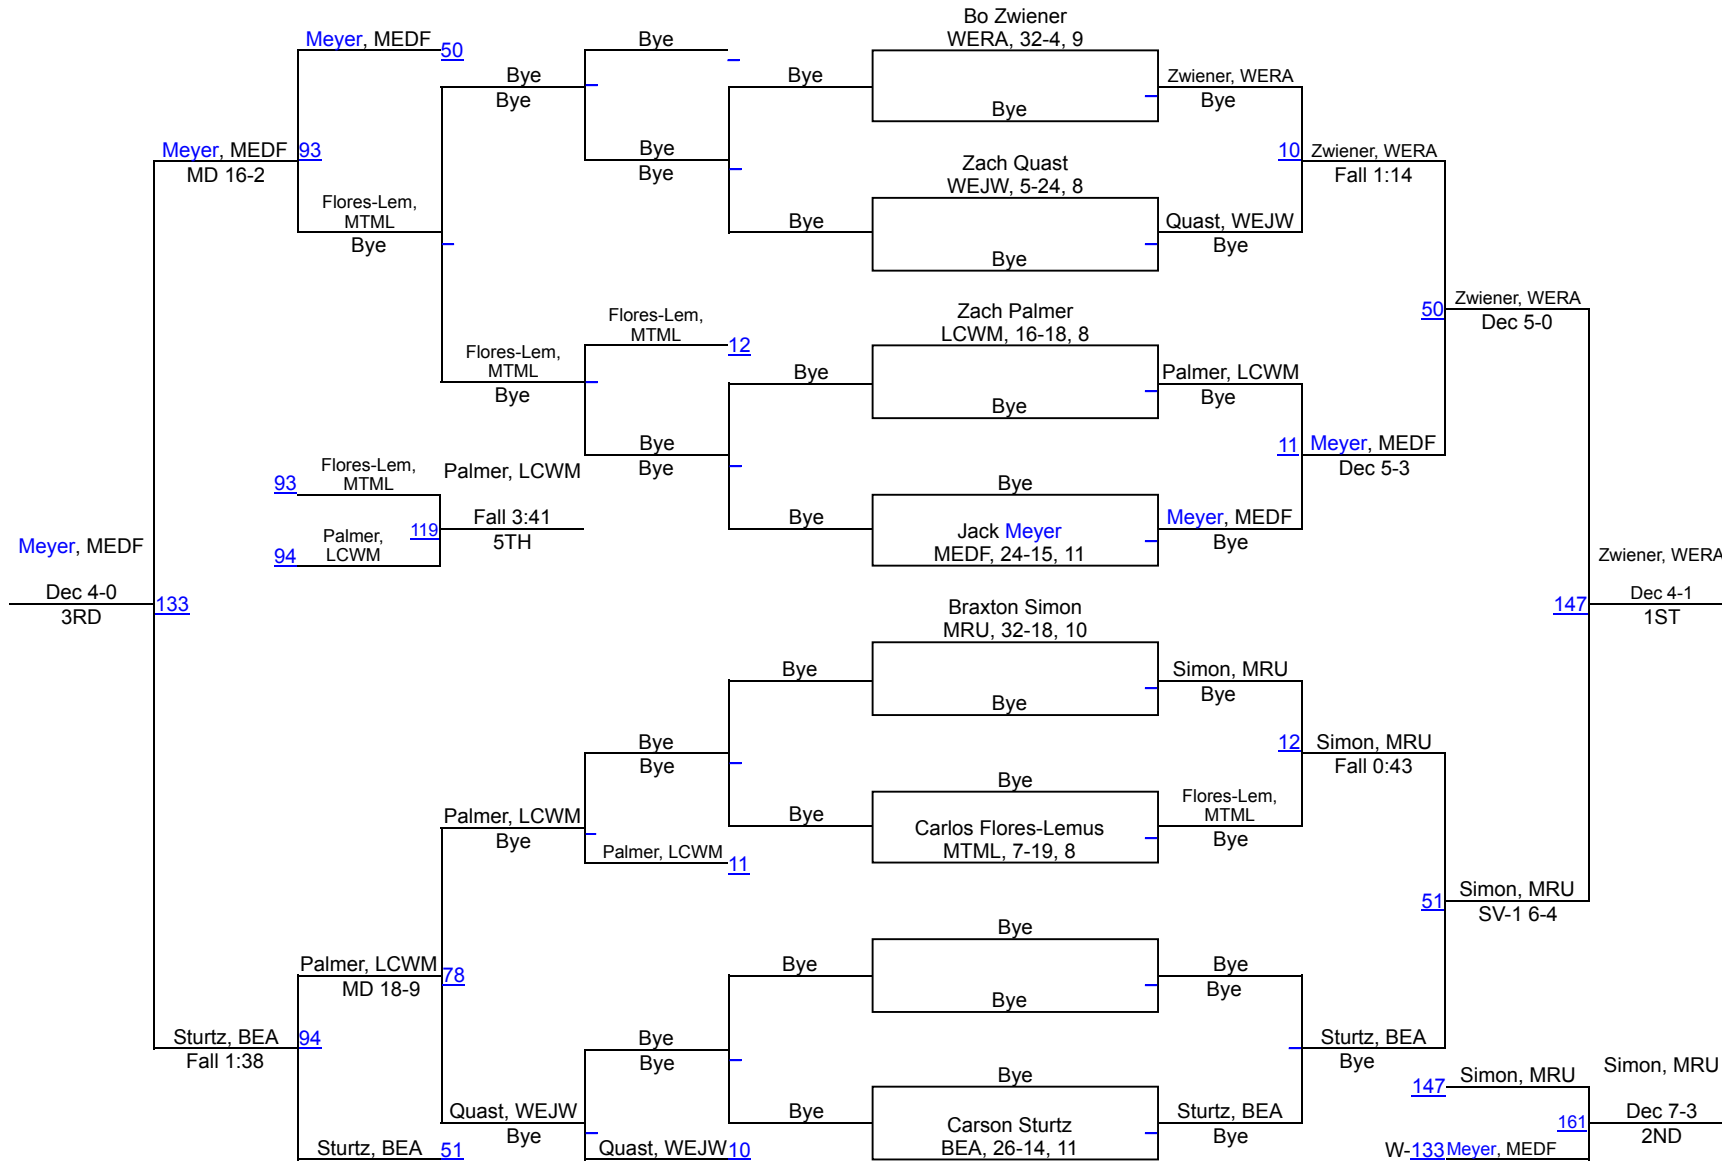 Bo Zwiener
WERA, 32-4, 9
Meyer, MEDF
50
Bye
Bye
Bye
Bye
Zwiener, WERA
Bye
Bye
Meyer, MEDF
93
MD 16-2
Bye
Bye
Zach Quast
WEJW, 5-24, 8
10
Zwiener, WERA
Fall 1:14
Flores-Lem,
MTML
Bye
Bye
Quast, WEJW
Bye
Bye
Flores-Lem,
MTML
12
Zach Palmer
LCWM, 16-18, 8
50
Zwiener, WERA
Dec 5-0
Flores-Lem,
MTML
Bye
Bye
Palmer, LCWM
Bye
Bye
Bye
Bye
11
Meyer, MEDF
Dec 5-3
93
Flores-Lem,
MTML
Palmer, LCWM
Bye
94
Palmer,
LCWM
119
Fall 3:41
5TH
Bye
Jack Meyer
MEDF, 24-15, 11
Meyer, MEDF
Bye
Meyer, MEDF
Zwiener, WERA
Dec 4-0
3RD
133
Braxton Simon
MRU, 32-18, 10
147
Dec 4-1
1ST
Bye
Simon, MRU
Bye
Bye
Bye
Bye
12
Simon, MRU
Fall 0:43
Bye
Palmer, LCWM
Bye
Bye
Carlos Flores-Lemus
MTML, 7-19, 8
Flores-Lem,
MTML
Bye
Palmer, LCWM
11
51
Simon, MRU
SV-1 6-4
Bye
Palmer, LCWM
78
MD 18-9
Bye
Bye
Bye
Bye
Sturtz, BEA
94
Fall 1:38
Bye
Bye
Sturtz, BEA
Bye
Bye
Simon, MRU
147
Simon, MRU
Quast, WEJW
Bye
Bye
Carson Sturtz
BEA, 26-14, 11
Sturtz, BEA
Bye
161
Dec 7-3
2ND
Sturtz, BEA
51
Quast, WEJW
10
W-133
Meyer, MEDF